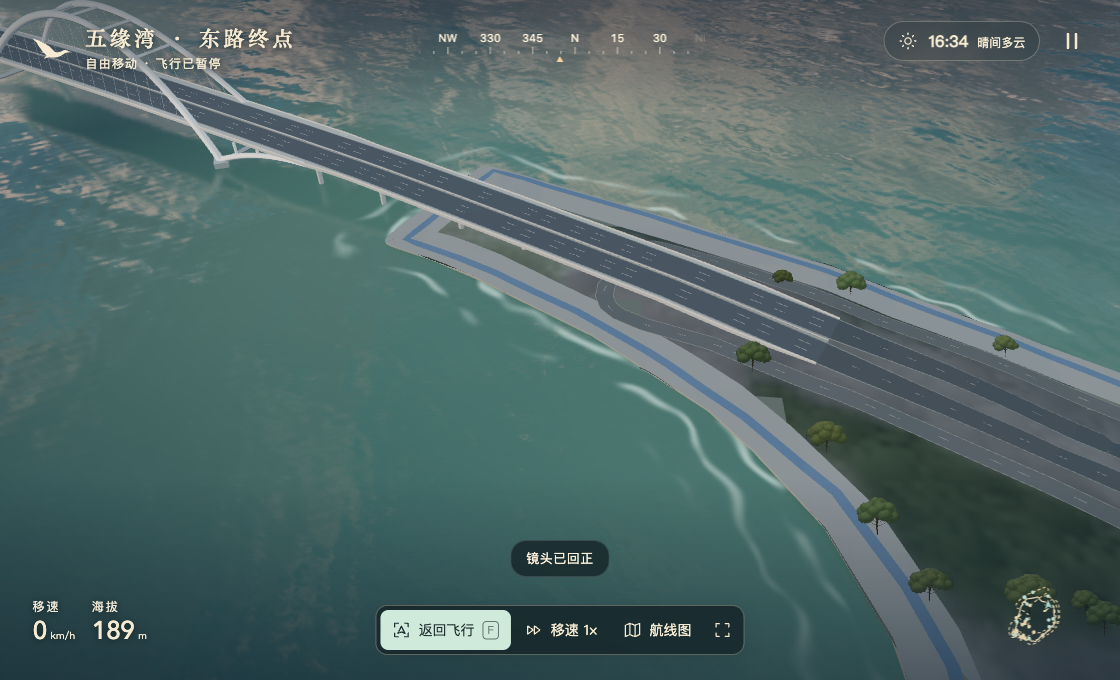 五缘湾 · 东路终点
自由移动 · 飞行已暂停
NW 330 345 N 15 30
16:34 晴间多云
镜头已回正
移速 海拔
0 km/h 189 m
返回飞行 F 移速 1x 航线图